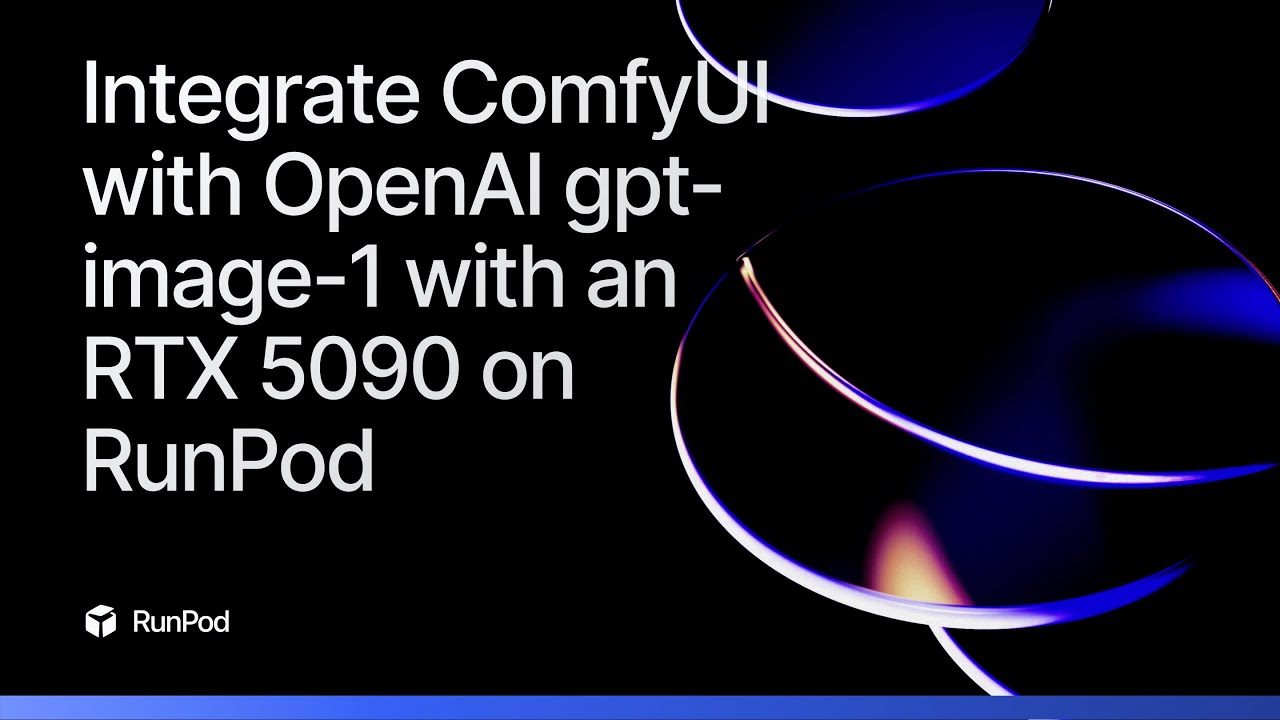 Integrate ComfyUI
with OpenAI gpt-
image-1 with an
RTX 5090 on
RunPod
RunPod